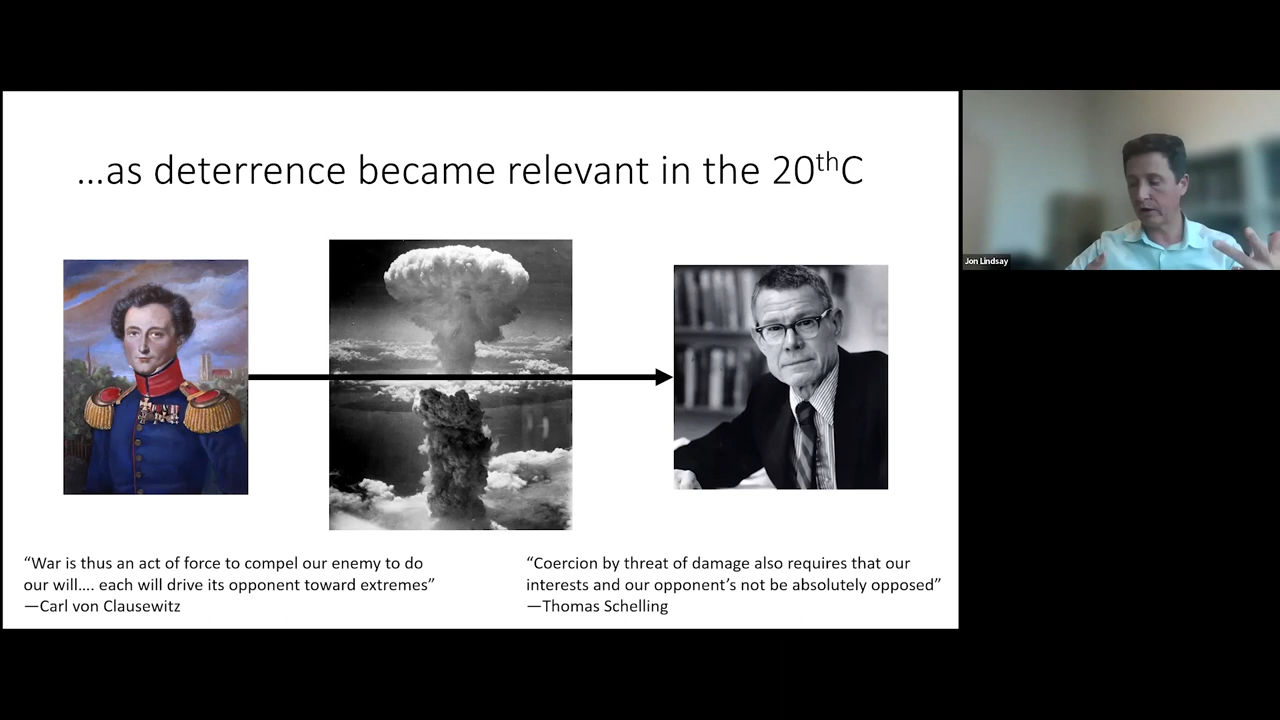 ...as deterrence became relevant in the 20thC
Jon Lindsay
“War is thus an act of force to compel our enemy to do
our will.... each will drive its opponent toward extremes”
—Carl von Clausewitz
“Coercion by threat of damage also requires that our
interests and our opponent’s not be absolutely opposed”
—Thomas Schelling